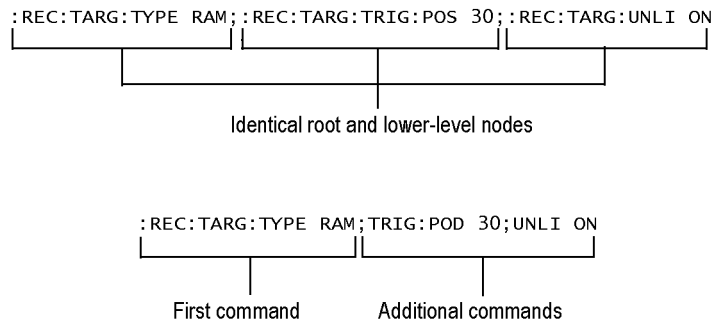 :REC:TARG:TYPE RAM;:REC:TARG:TRIG:POS 30;:REC:TARG:UNLI ON
Identical root and lower-level nodes
:REC:TARG:TYPE RAM;TRIG:POD 30;UNLI ON
First command
Additional commands